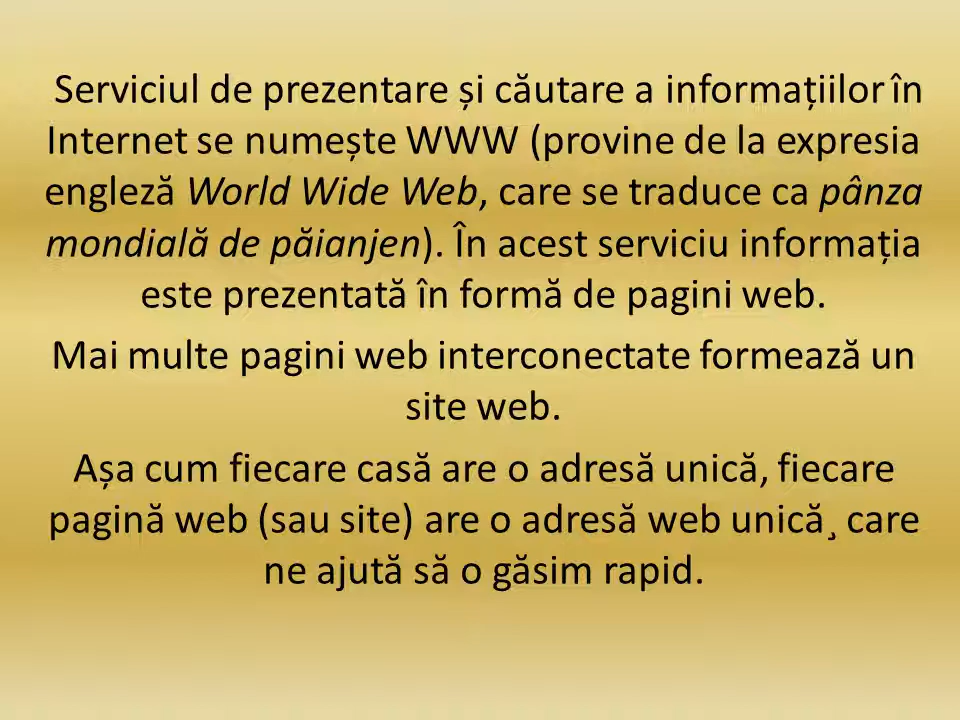 Serviciul de prezentare și căutare a informațiilor în
Internet se numește WWW (provine de la expresia
engleză World Wide Web, care se traduce ca pânza
mondială de păianjen). În acest serviciu informația
este prezentată în formă de pagini web.
Mai multe pagini web interconectate formează un
site web.
Așa cum fiecare casă are o adresă unică, fiecare
pagină web (sau site) are o adresă web unică¸ care
ne ajută să o găsim rapid.